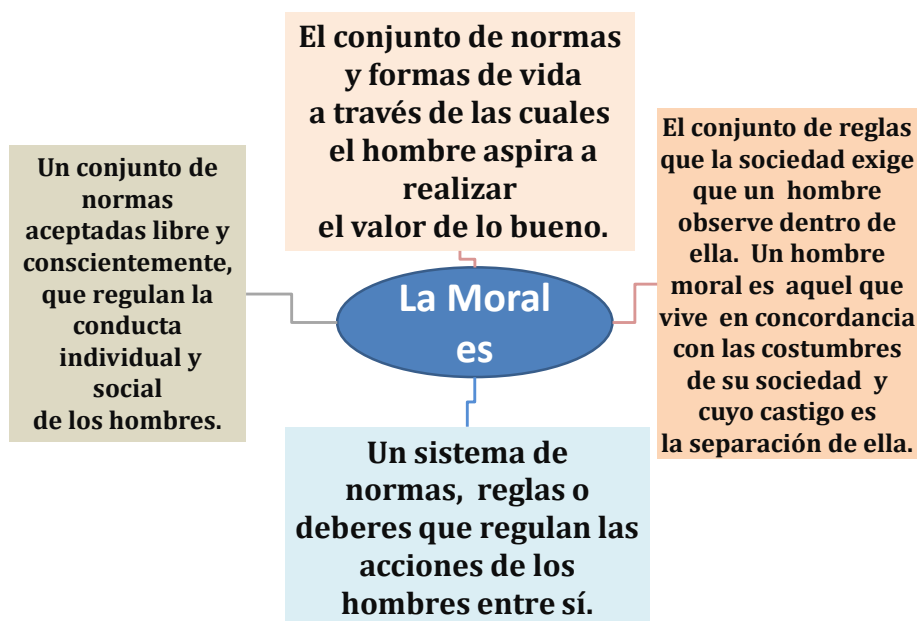 El conjunto de normas
y formas de vida
a través de las cuales
el hombre aspira a
realizar
el valor de lo bueno.
Un conjunto de
normas
aceptadas libre y
conscientemente,
que regulan la
conducta
individual y
social
de los hombres.
La Moral
es
El conjunto de reglas
que la sociedad exige
que un hombre
observe dentro de
ella. Un hombre
moral es aquel que
vive en concordancia
con las costumbres
de su sociedad y
cuyo castigo es
la separación de ella.
Un sistema de
normas, reglas o
deberes que regulan las
acciones de los
hombres entre sí.